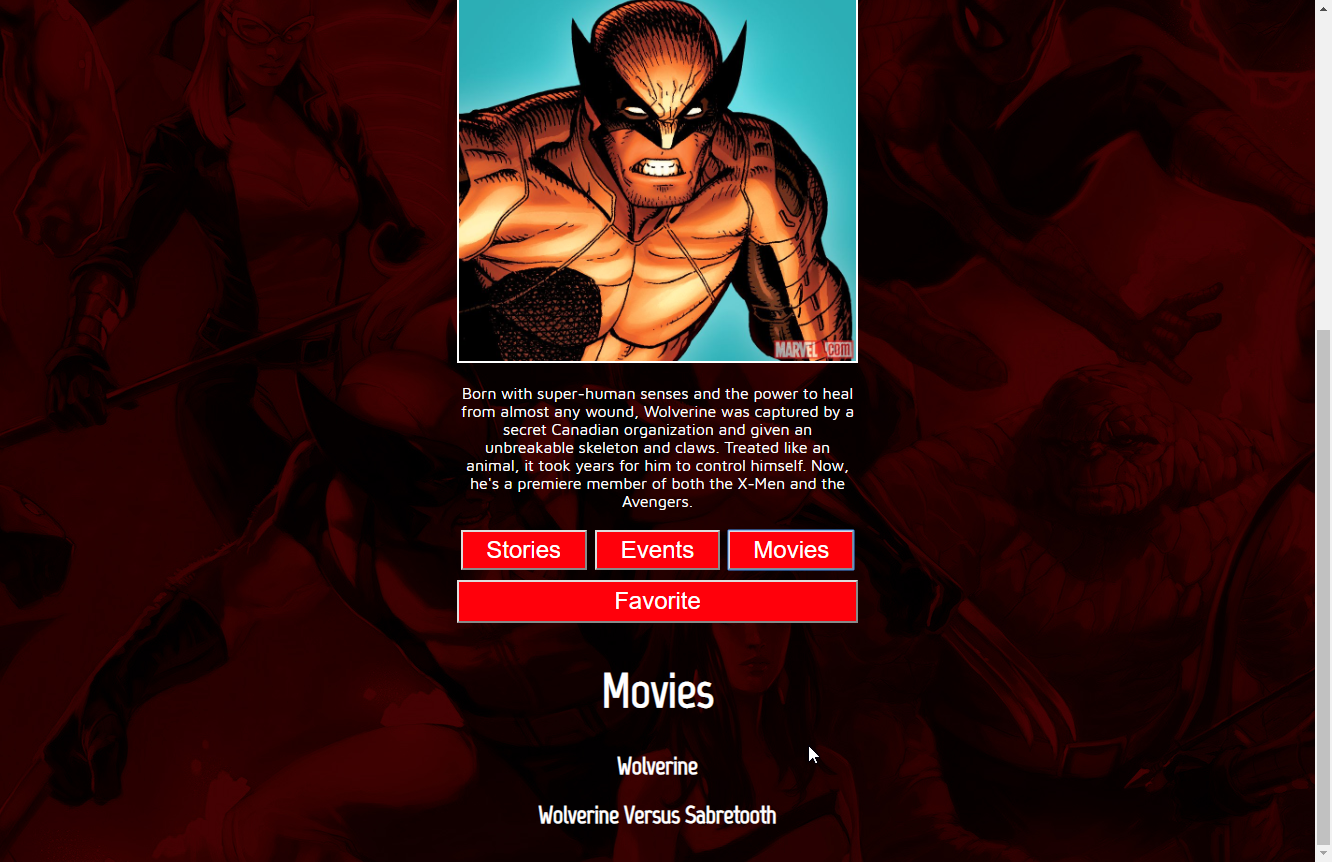 MARVEL.com
Born with super-human senses and the power to heal
from almost any wound, Wolverine was captured by a
secret Canadian organization and given an
unbreakable skeleton and claws. Treated like an
animal, it took years for him to control himself. Now,
he's a premiere member of both the X-Men and the
Avengers.
Stories Events Movies
Favorite
Movies
Wolverine
Wolverine Versus Sabretooth